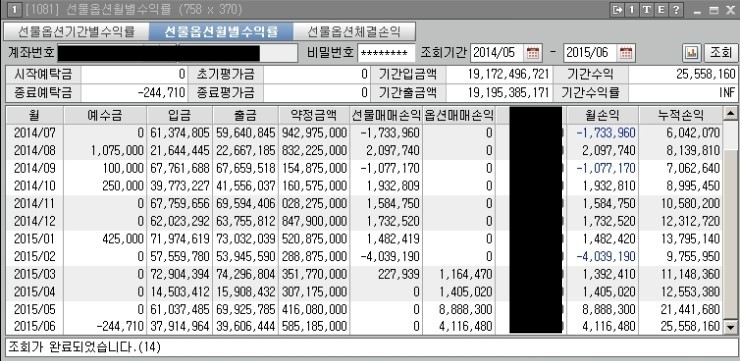 1 [1081] 선물옵션월별수익률 (758 x 370) 1 T E ?
선물옵션기간별수익률 선물옵션월별수익률 선물옵션체결손익
계좌번호 비밀번호 ******** 조회기간 2014/05 - 2015/06 조회
시작예탁금 0 초기평가금 0 기간입금액 19,172,496,721 기간수익 25,558,160
종료예탁금 -244,710 종료평가금 0 기간출금액 19,195,385,171 기간수익률 INF
월 예수금 입금 출금 약정금액 선물매매손익 옵션매매손익 월손익 누적손익
2014/07 0 61,374,805 59,640,845 942,975,000 -1,733,960 0 -1,733,960 6,042,070
2014/08 1,075,000 21,644,445 22,667,185 832,225,000 2,097,740 0 2,097,740 8,139,810
2014/09 100,000 67,761,688 67,659,518 154,875,000 -1,077,170 0 -1,077,170 7,062,640
2014/10 250,000 39,773,227 41,556,037 160,575,000 1,932,809 0 1,932,810 8,995,450
2014/11 0 67,759,656 69,594,406 028,275,000 1,584,750 0 1,584,750 10,580,200
2014/12 0 62,023,292 63,755,812 847,900,000 1,732,520 0 1,732,520 12,312,720
2015/01 425,000 71,974,619 73,032,039 520,875,000 1,482,419 0 1,482,420 13,795,140
2015/02 0 57,559,780 53,945,590 288,875,000 -4,039,190 0 -4,039,190 9,755,950
2015/03 0 72,904,394 74,296,804 351,770,000 227,939 1,164,470 1,392,410 11,148,360
2015/04 0 14,503,412 15,908,432 307,175,000 0 1,405,020 1,405,020 12,553,380
2015/05 0 61,037,485 69,925,785 416,080,000 0 8,888,300 8,888,300 21,441,680
2015/06 -244,710 37,914,964 39,606,444 585,185,000 0 4,116,480 4,116,480 25,558,160
조회가 완료되었습니다.(14)